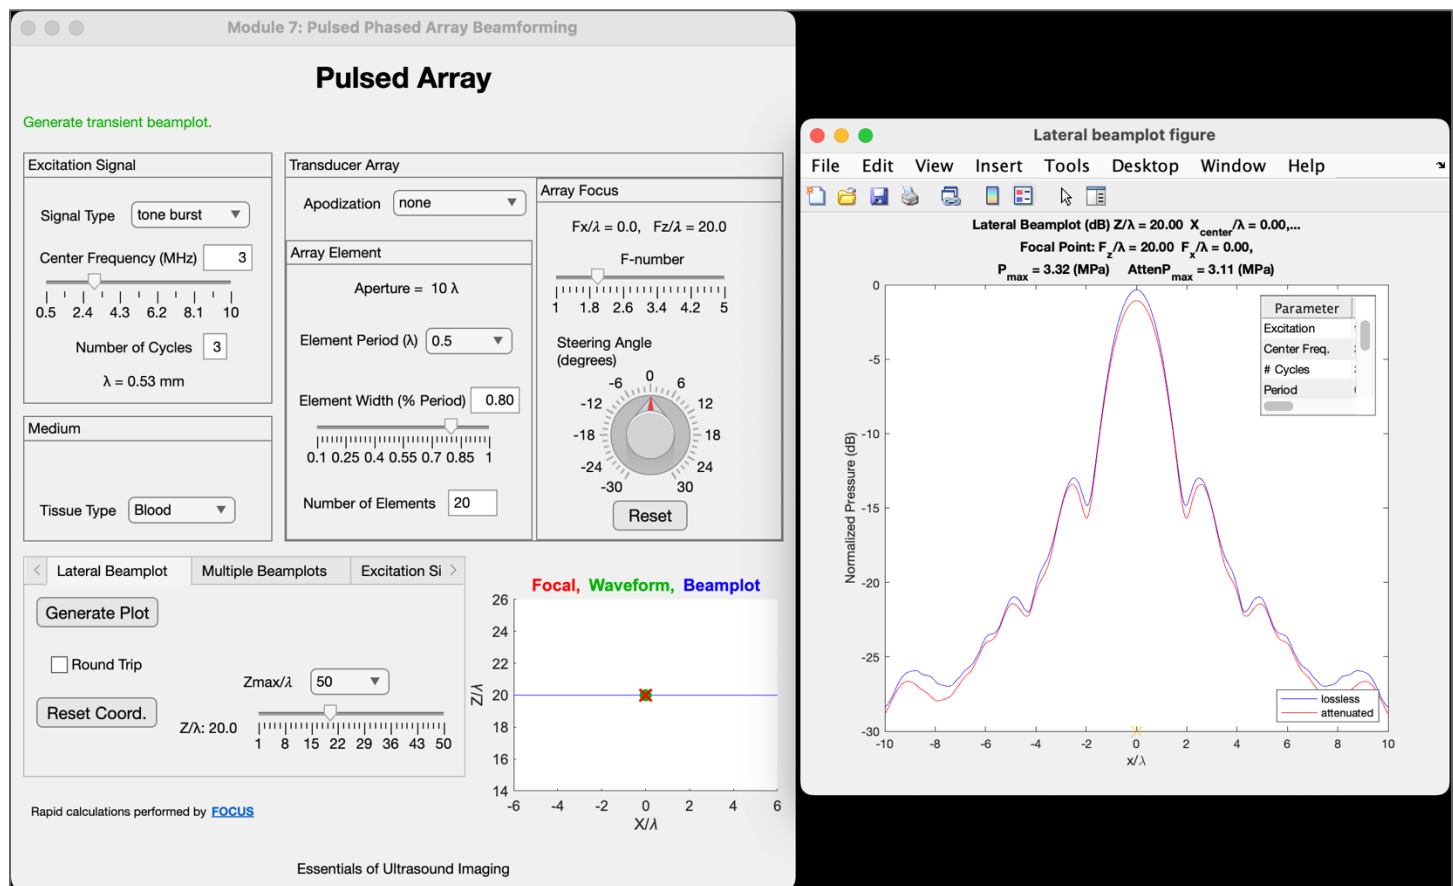 Module 7: Pulsed Phased Array Beamforming
Pulsed Array
Generate transient beamplot.
Excitation Signal
Signal Type tone burst
Center Frequency (MHz) 3
0.5 2.4 4.3 6.2 8.1 10
Number of Cycles 3
λ = 0.53 mm
Medium
Tissue Type Blood
Transducer Array
Apodization none
Array Element
Aperture = 10 λ
Element Period (λ) 0.5
Element Width (% Period) 0.80
0.1 0.25 0.4 0.55 0.7 0.85 1
Number of Elements 20
Array Focus
Fx/λ = 0.0, Fz/λ = 20.0
F-number
1 1.8 2.6 3.4 4.2 5
Steering Angle
(degrees)
0
-6 6
-12 12
-18 18
-24 24
-30 30
Reset
Lateral Beamplot Multiple Beamplots Excitation Si
Generate Plot
Round Trip
Zmax/λ 50
Reset Coord.
Z/λ: 20.0
1 8 15 22 29 36 43 50
Focal, Waveform, Beamplot
26
24
22
20
18
16
14
Z/λ
-6 -4 -2 0 2 4 6
X/λ
Rapid calculations performed by FOCUS
Essentials of Ultrasound Imaging
Lateral beamplot figure
File Edit View Insert Tools Desktop Window Help
Lateral Beamplot (dB) Z/λ = 20.00 Xcenter/λ = 0.00,...
Focal Point: Fz/λ = 20.00 Fx/λ = 0.00,
Pmax = 3.32 (MPa) AttenPmax = 3.11 (MPa)
Parameter
Excitation
Center Freq.
# Cycles
Period
0
-5
-10
-15
-20
-25
-30
Normalized Pressure (dB)
lossless
attenuated
-10 -8 -6 -4 -2 0 2 4 6 8 10
x/λ